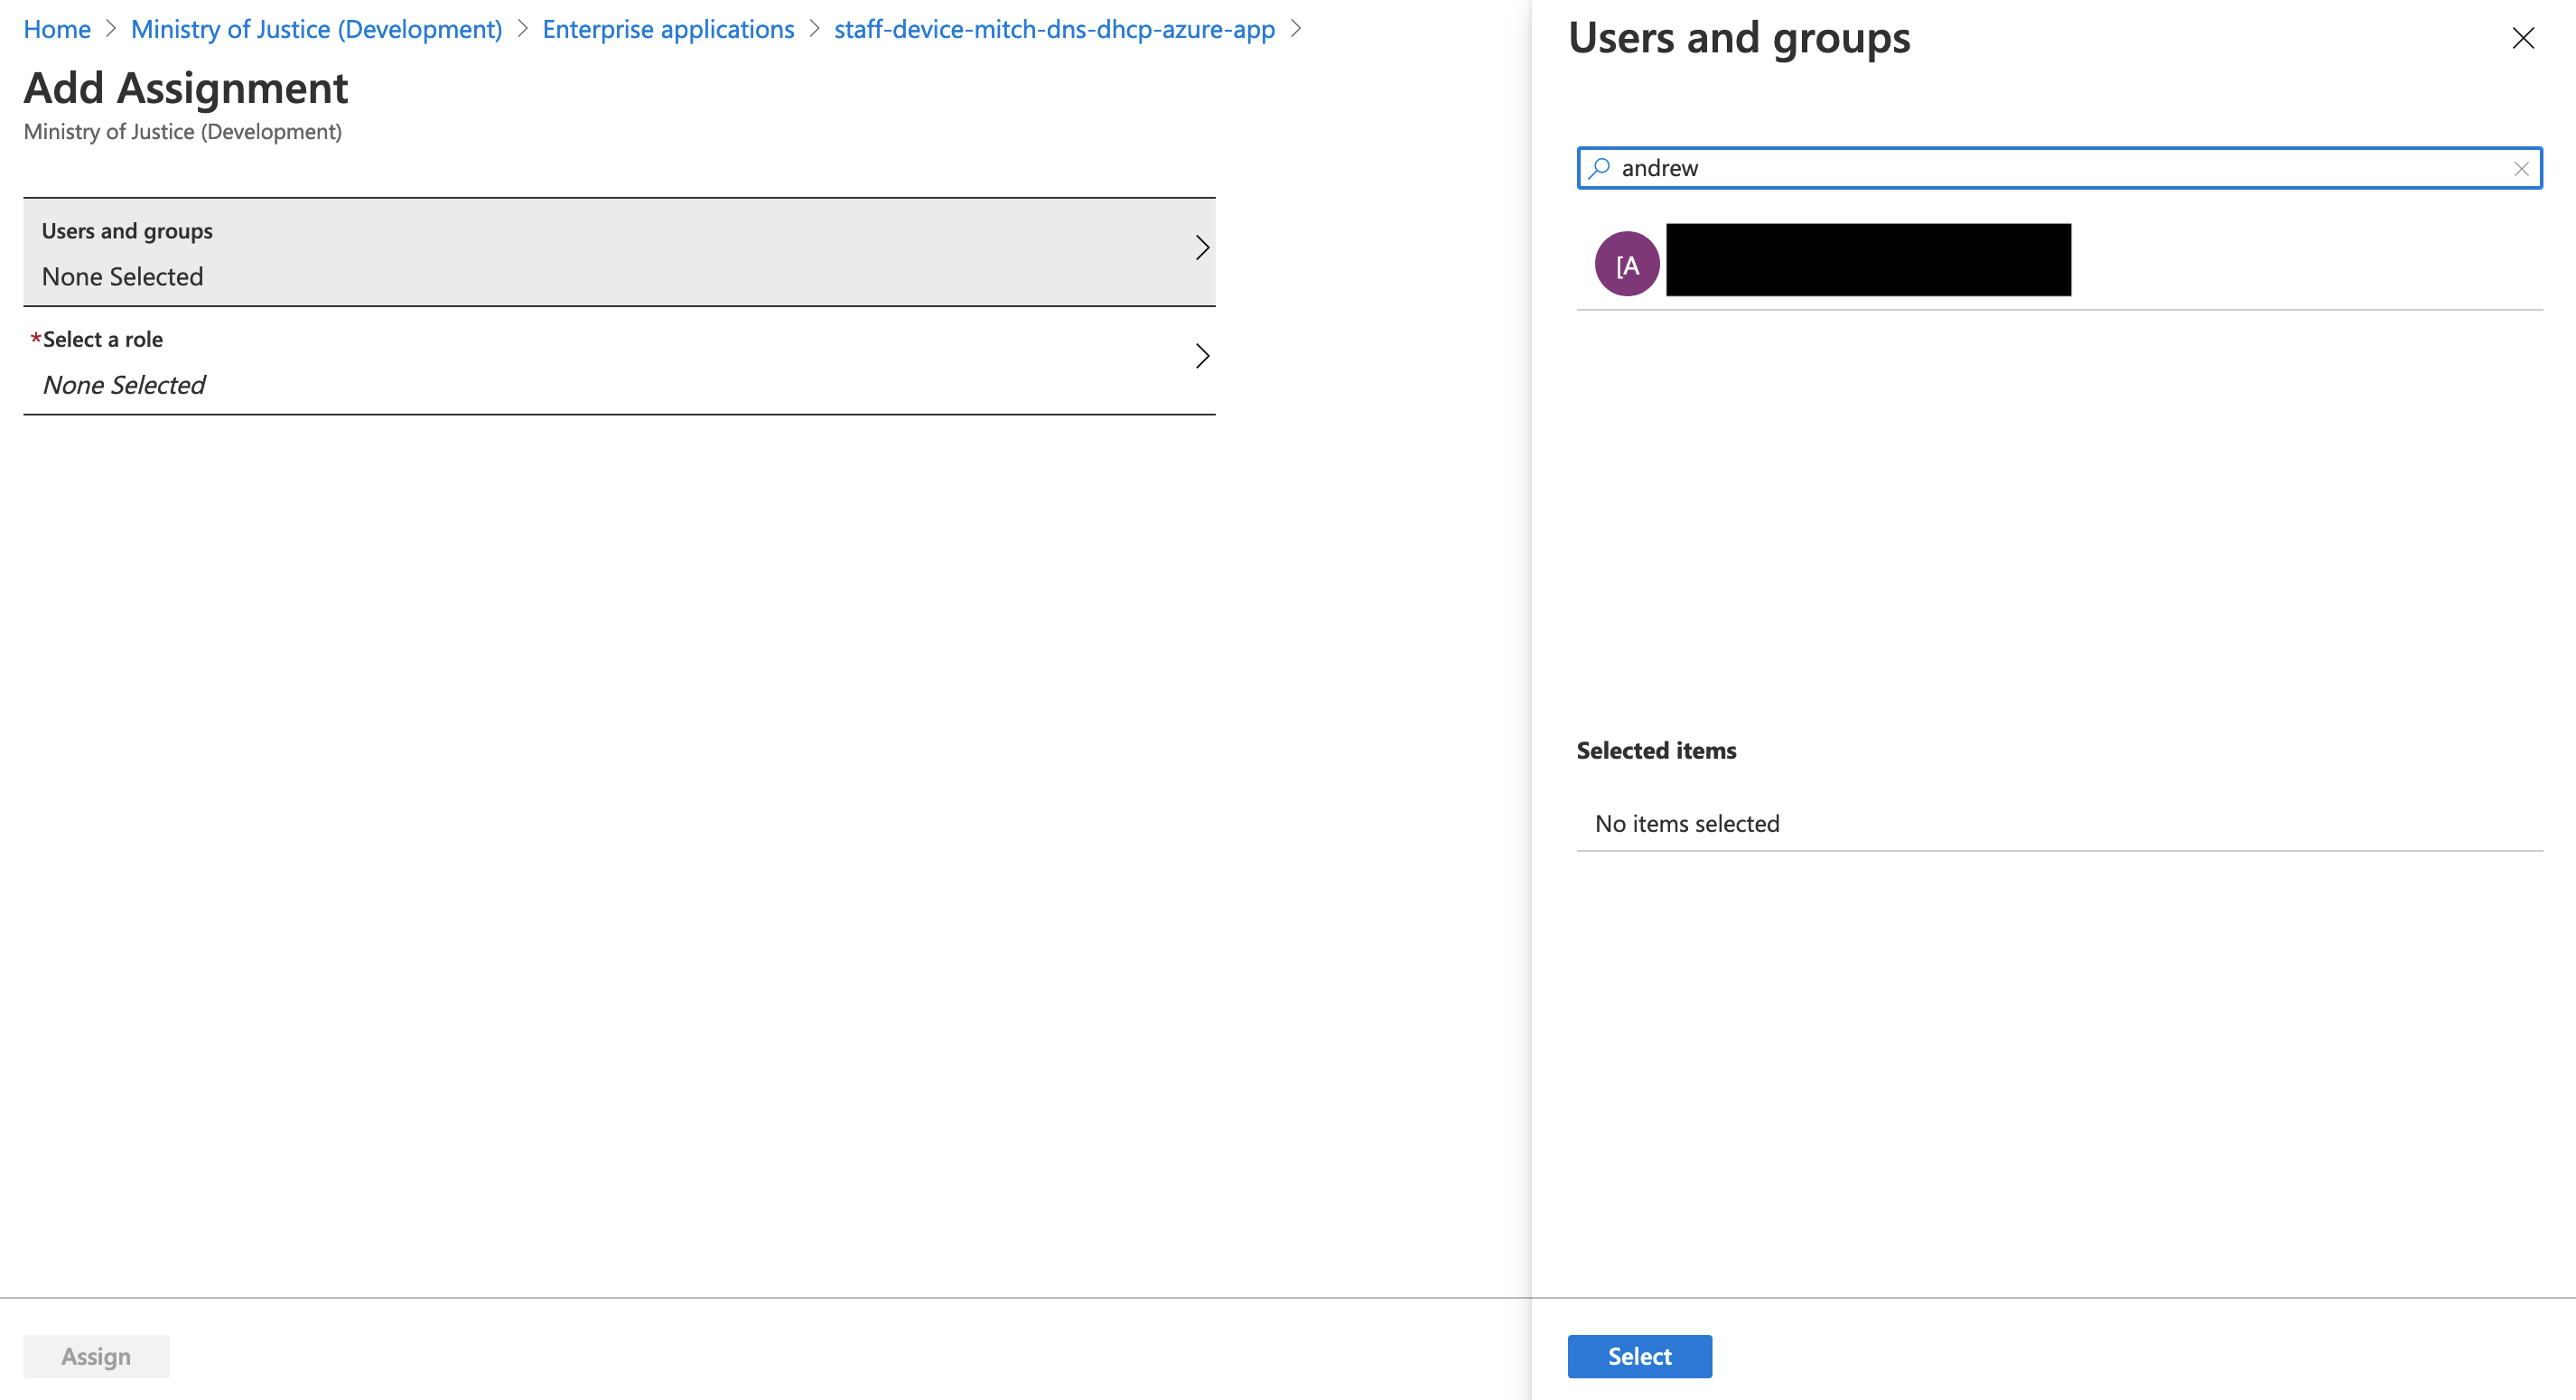 Home > Ministry of Justice (Development) > Enterprise applications > staff-device-mitch-dns-dhcp-azure-app >
Add Assignment
Ministry of Justice (Development)
Users and groups
None Selected
*Select a role
None Selected
Assign
Users and groups
andrew
[A
Selected items
No items selected
Select